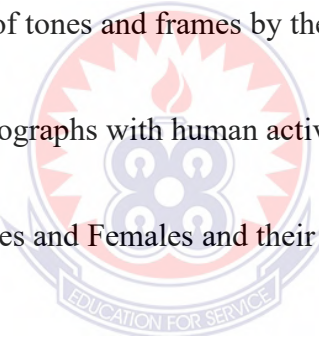 of tones and frames by the
ographs with human activ
es and Females and their
EDUCATION FOR SERVICE